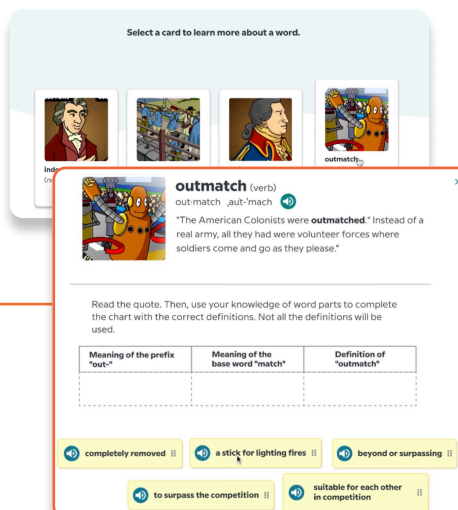 Select a card to learn more about a word.
outmatch
outmatch (verb)
out·match ˌau̇t-ˈmach
"The American Colonists were outmatched." Instead of a
real army, all they had were volunteer forces where
soldiers come and go as they please."
Read the quote. Then, use your knowledge of word parts to complete
the chart with the correct definitions. Not all the definitions will be
used.
Meaning of the prefix "out-"
Meaning of the base word "match"
Definition of "outmatch"
completely removed
a stick for lighting fires
beyond or surpassing
to surpass the competition
suitable for each other
in competition